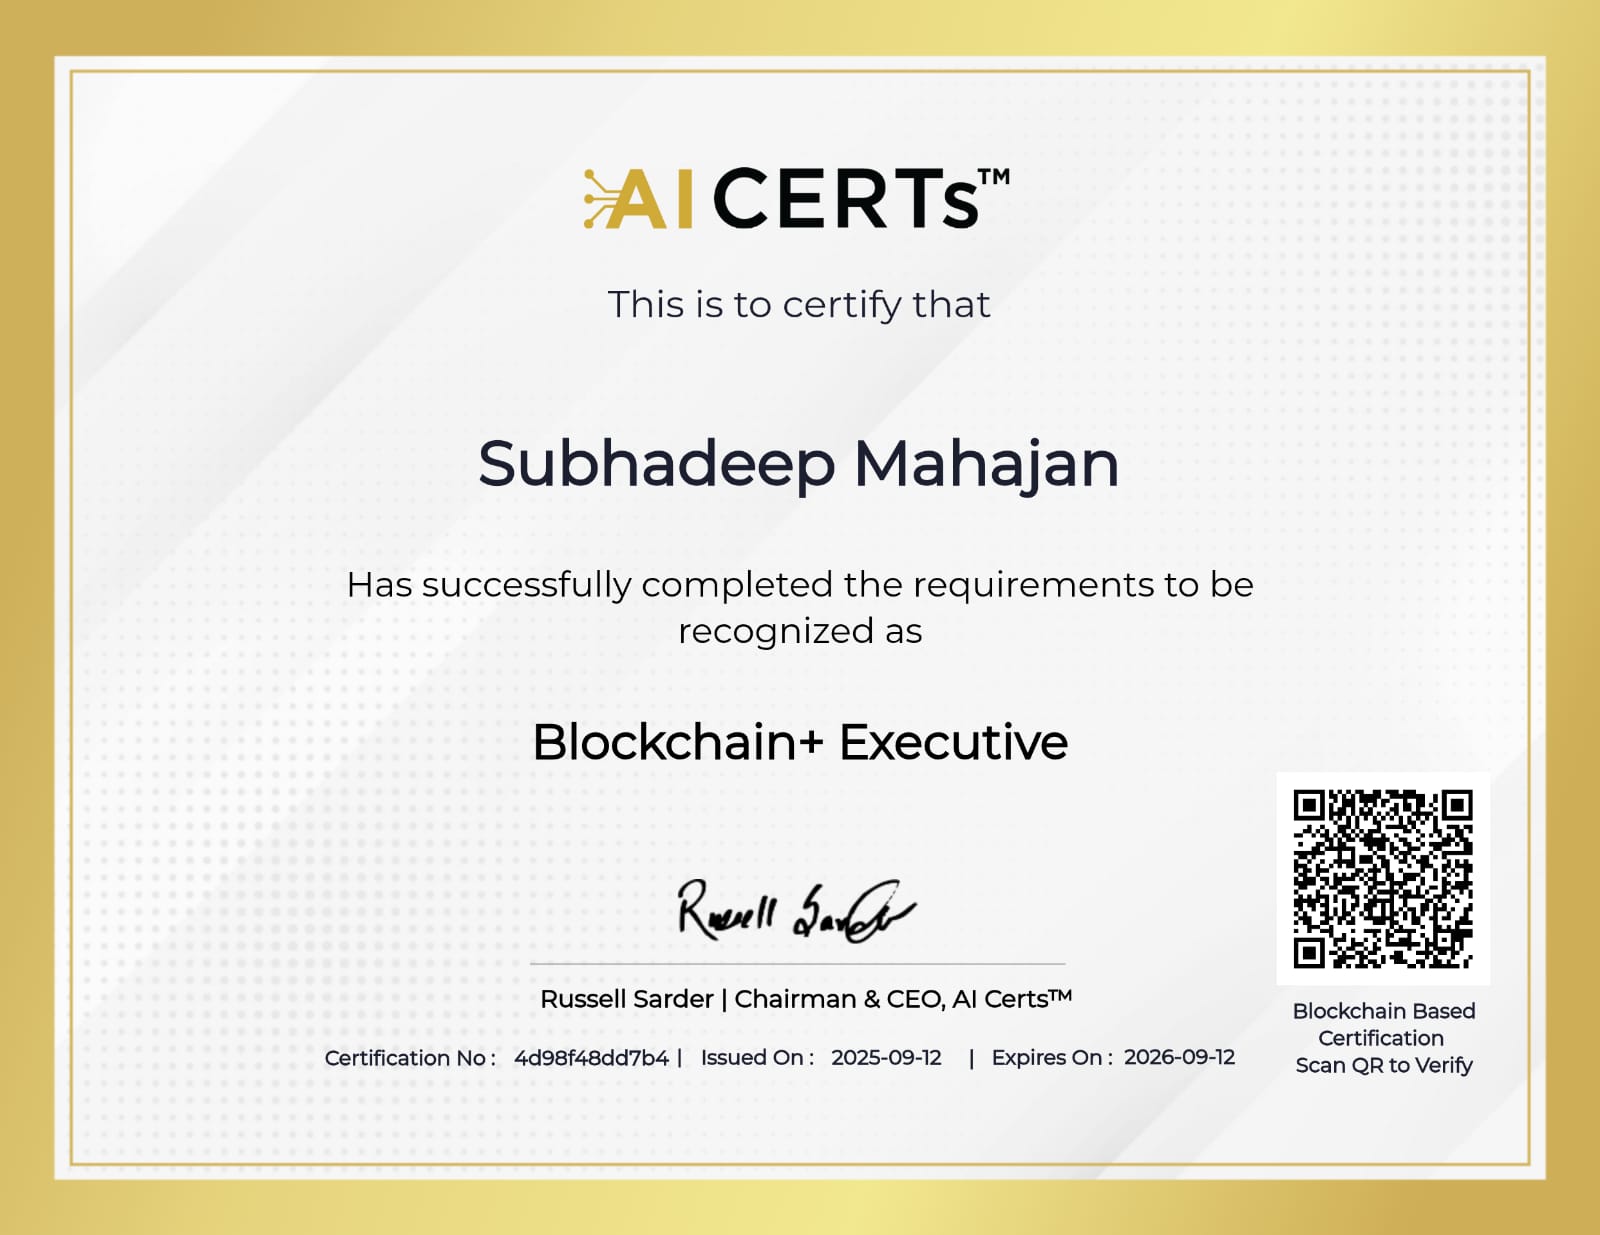 AI CERTs™
This is to certify that
Subhadeep Mahajan
Has successfully completed the requirements to be
recognized as
Blockchain+ Executive
Russell Sarder
Russell Sarder | Chairman & CEO, AI Certs™
Certification No : 4d98f48dd7b4 | Issued On : 2025-09-12 | Expires On : 2026-09-12
Blockchain Based
Certification
Scan QR to Verify